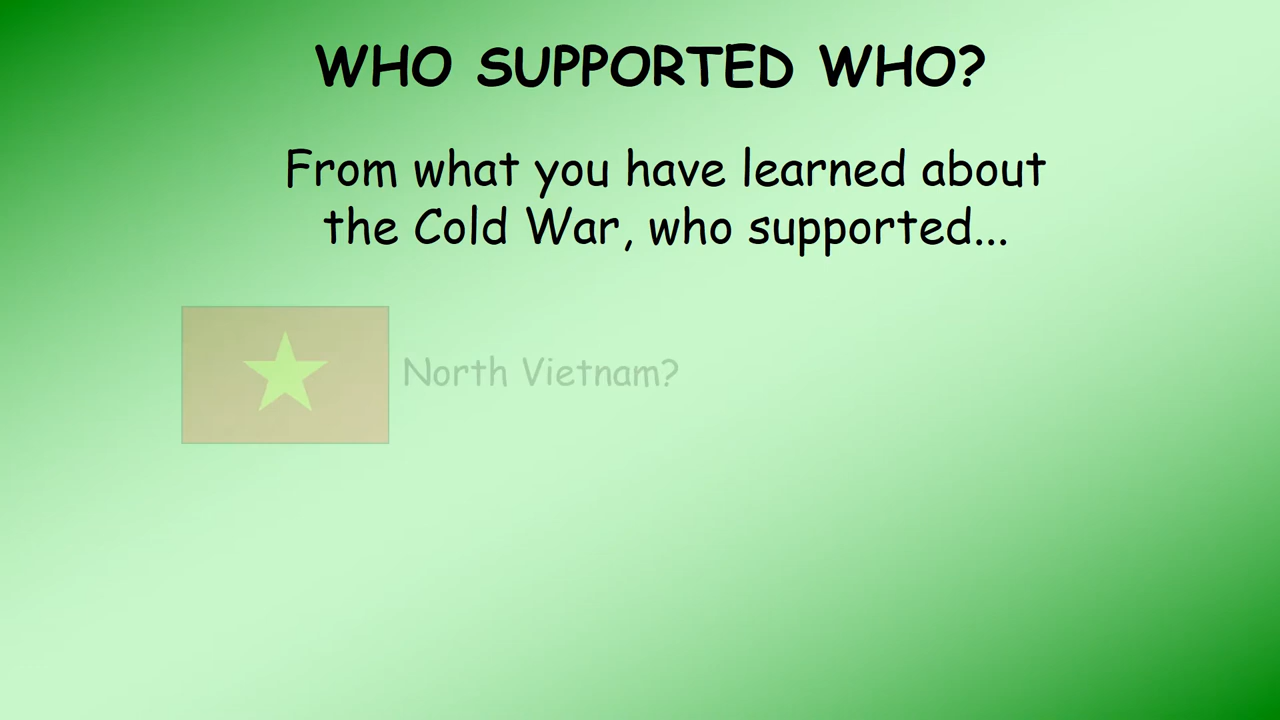 WHO SUPPORTED WHO?
From what you have learned about
the Cold War, who supported...
North Vietnam?